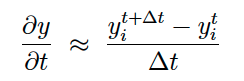 ∂y/∂t ≈ (y_i^{t+Δt} − y_i^t)/Δt